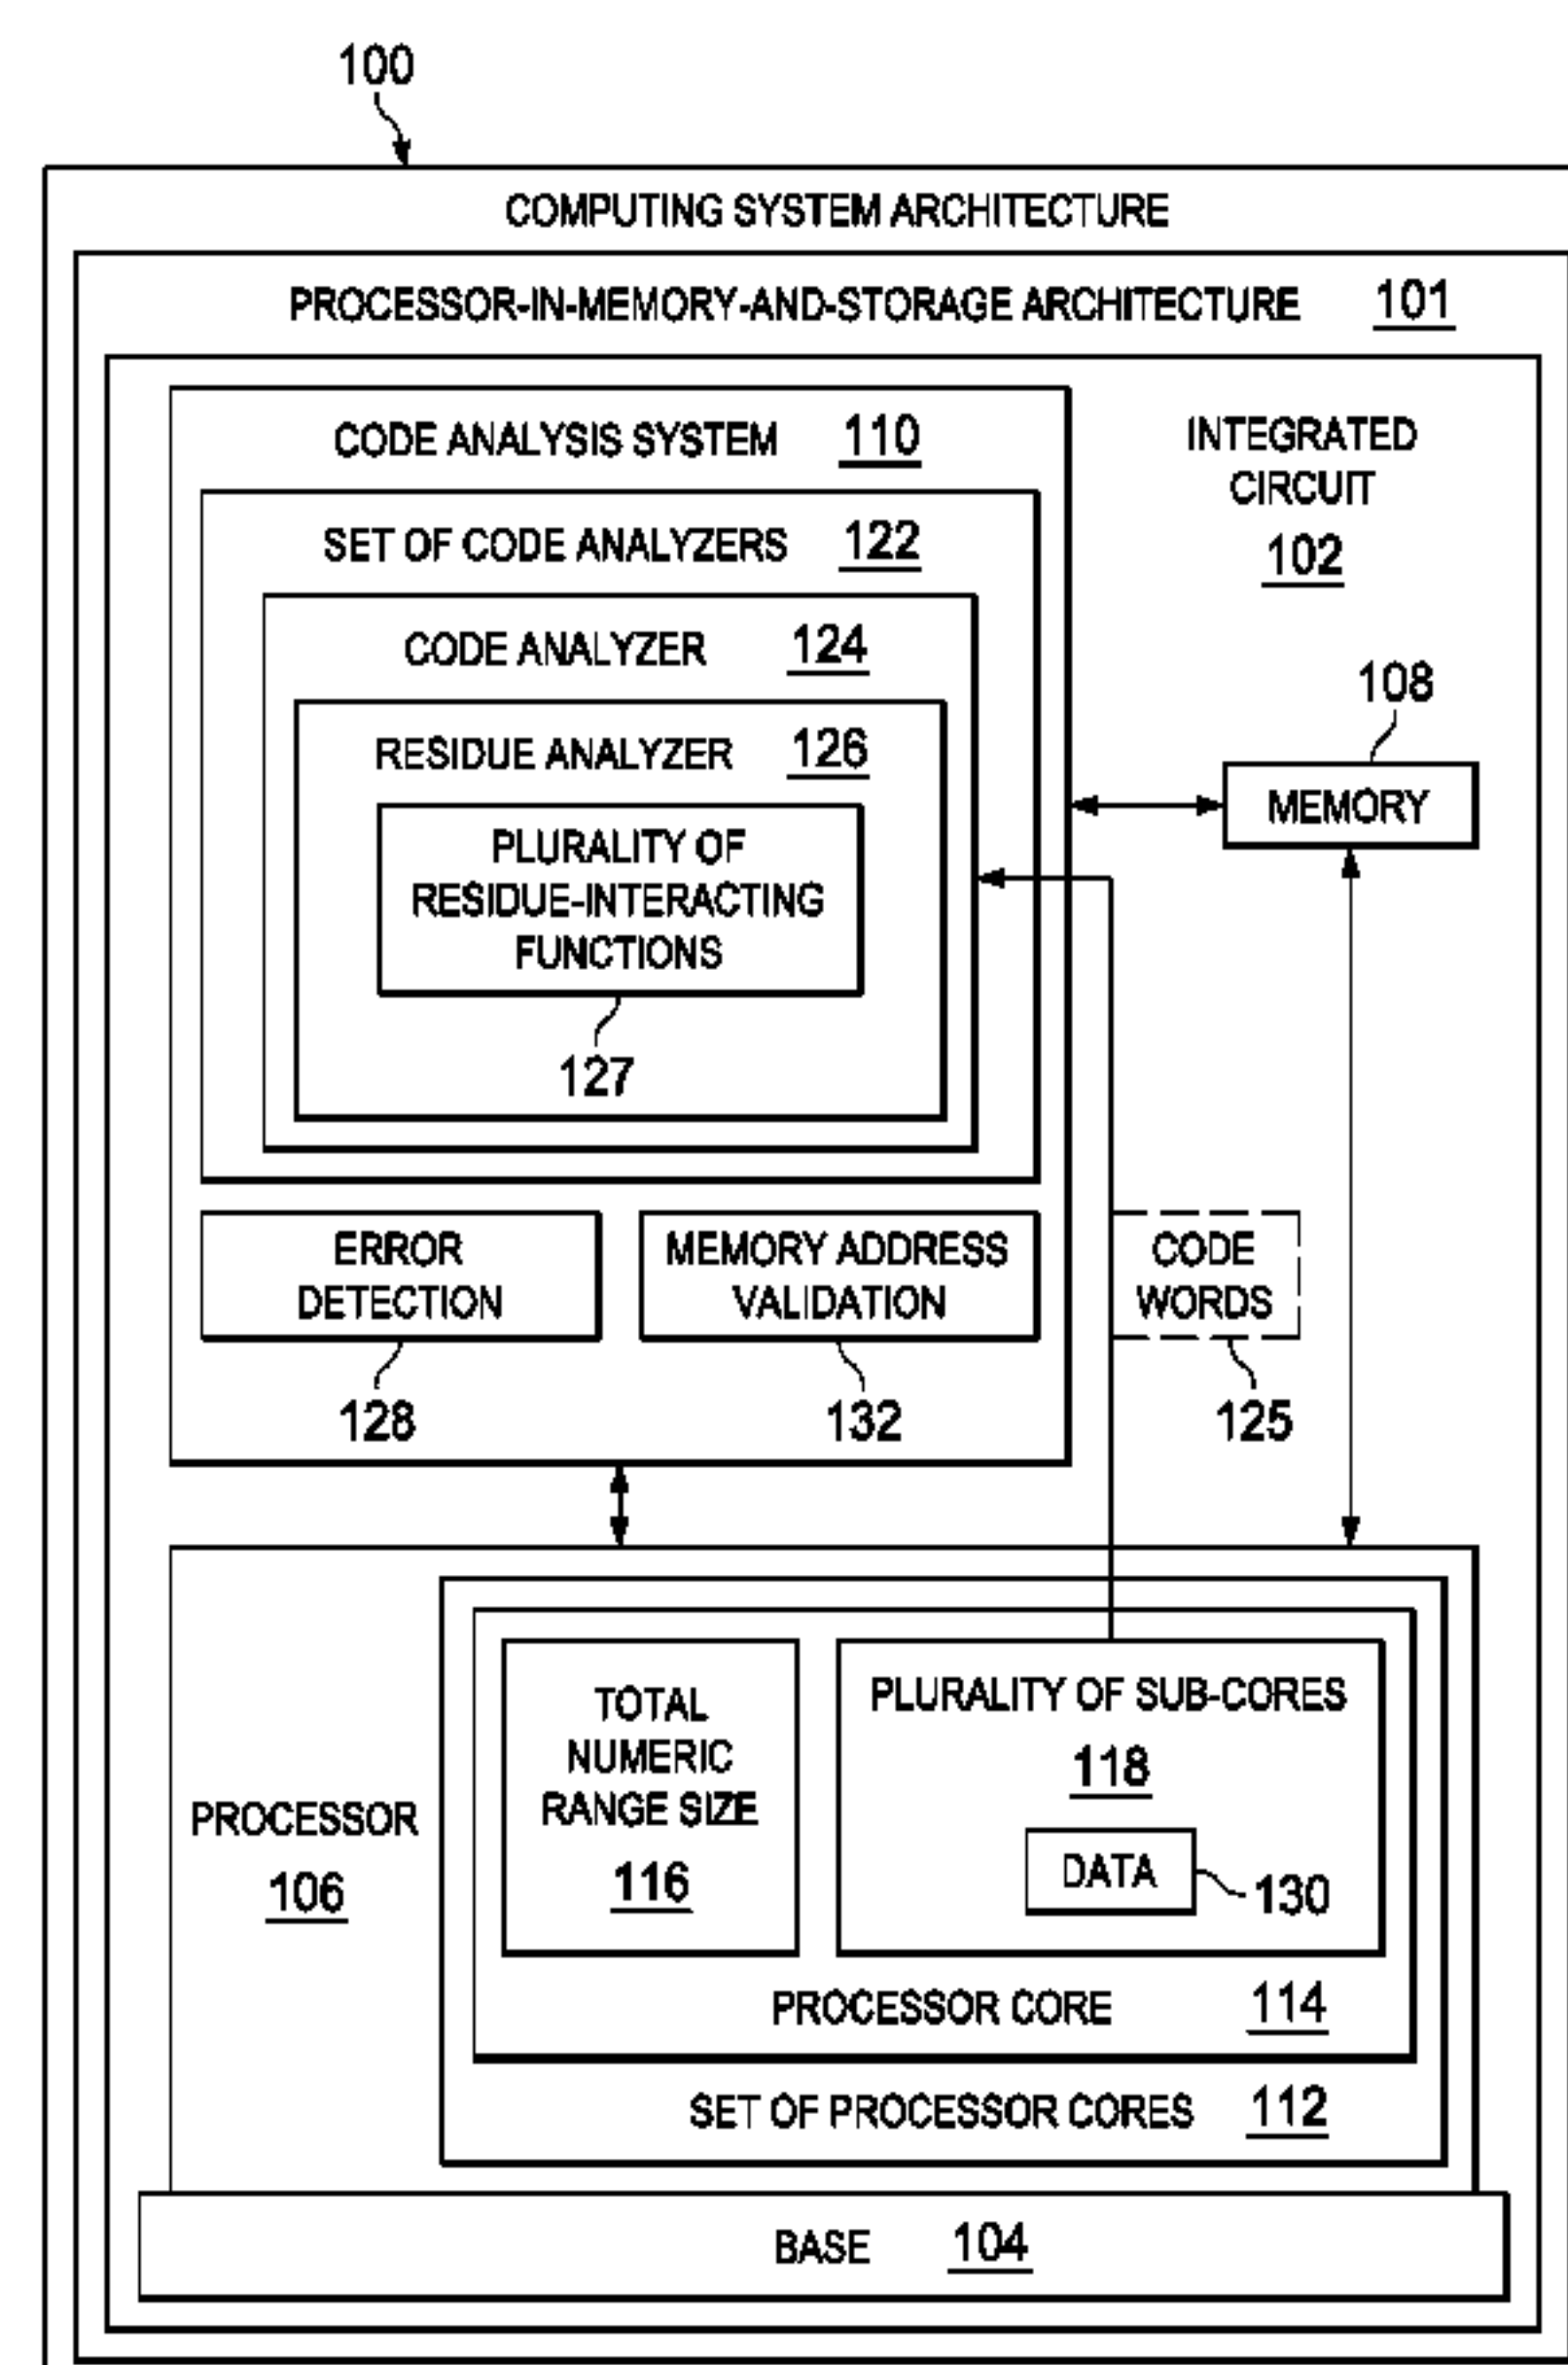 100
COMPUTING SYSTEM ARCHITECTURE
PROCESSOR-IN-MEMORY-AND-STORAGE ARCHITECTURE 101
CODE ANALYSIS SYSTEM 110
INTEGRATED
CIRCUIT
102
SET OF CODE ANALYZERS 122
CODE ANALYZER 124
RESIDUE ANALYZER 126
PLURALITY OF
RESIDUE-INTERACTING
FUNCTIONS
127
108
MEMORY
ERROR
DETECTION
128
MEMORY ADDRESS
VALIDATION
132
CODE
WORDS
125
PROCESSOR
106
TOTAL
NUMERIC
RANGE SIZE
116
PLURALITY OF SUB-CORES
118
DATA
130
PROCESSOR CORE 114
SET OF PROCESSOR CORES 112
BASE 104